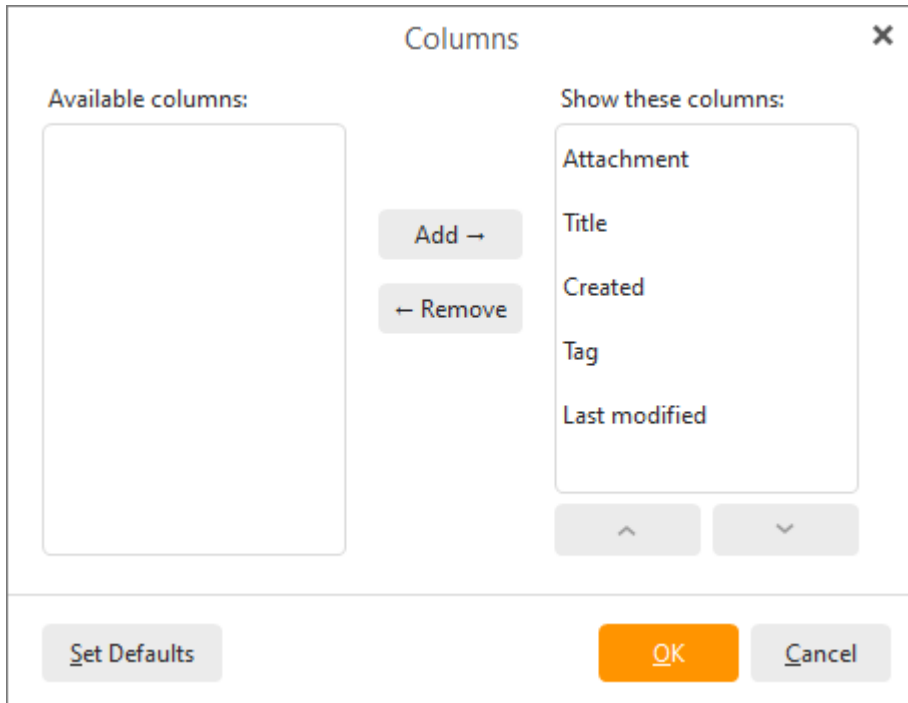 Columns
Available columns:
Show these columns:
Attachment
Title
Created
Tag
Last modified
Add →
← Remove
Set Defaults
OK
Cancel